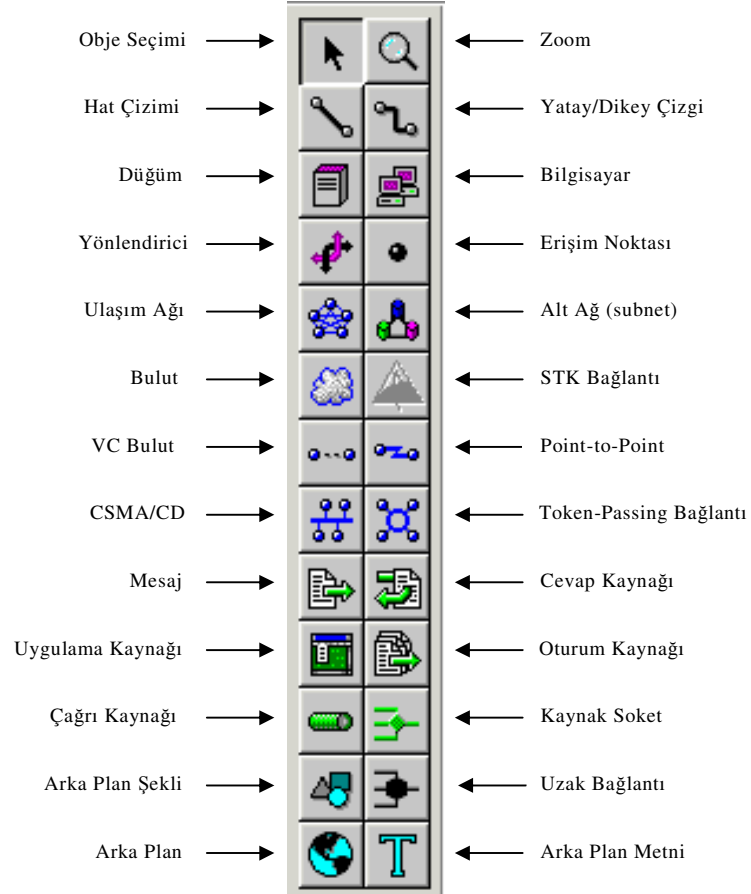 Obje Seçimi Zoom
Hat Çizimi Yatay/Dikey Çizgi
Düğüm Bilgisayar
Yönlendirici Erişim Noktası
Ulaşım Ağı Alt Ağ (subnet)
Bulut STK Bağlantı
VC Bulut Point-to-Point
CSMA/CD Token-Passing Bağlantı
Mesaj Cevap Kaynağı
Uygulama Kaynağı Oturum Kaynağı
Çağrı Kaynağı Kaynak Soket
Arka Plan Şekli Uzak Bağlantı
Arka Plan T Arka Plan Metni